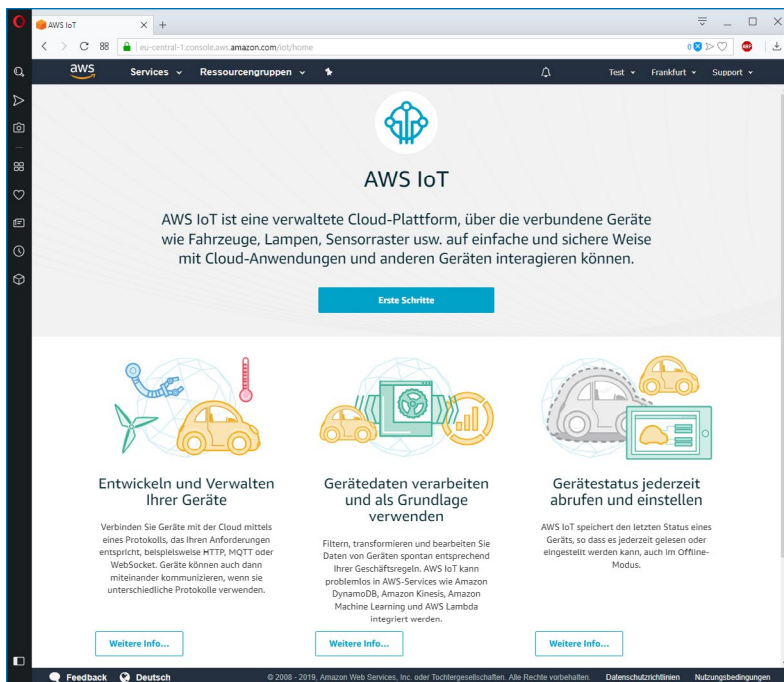 AWS IoT
eu-central-1.console.aws.amazon.com/iot/home
0
ABP
aws
Services
Ressourcengruppen
Test
Frankfurt
Support
AWS IoT
AWS IoT ist eine verwaltete Cloud-Plattform, über die verbundene Geräte
wie Fahrzeuge, Lampen, Sensorraster usw. auf einfache und sichere Weise
mit Cloud-Anwendungen und anderen Geräten interagieren können.
Erste Schritte
Entwickeln und Verwalten
Ihrer Geräte
Verbinden Sie Geräte mit der Cloud mittels
eines Protokolls, das Ihren Anforderungen
entspricht, beispielsweise HTTP, MQTT oder
WebSocket. Geräte können auch dann
miteinander kommunizieren, wenn sie
unterschiedliche Protokolle verwenden.
Weitere Info...
Gerätedaten verarbeiten
und als Grundlage
verwenden
Filtern, transformieren und bearbeiten Sie
Daten von Geräten spontan entsprechend
Ihrer Geschäftsregeln. AWS IoT kann
problemlos in AWS-Services wie Amazon
DynamoDB, Amazon Kinesis, Amazon
Machine Learning und AWS Lambda
integriert werden.
Weitere Info...
Gerätestatus jederzeit
abrufen und einstellen
AWS IoT speichert den letzten Status eines
Geräts, so dass es jederzeit gelesen oder
eingestellt werden kann, auch im Offline-
Modus.
Weitere Info...
Feedback
Deutsch
© 2008 - 2019, Amazon Web Services, Inc. oder Tochtergesellschaften. Alle Rechte vorbehalten.
Datenschutzrichtlinien
Nutzungsbedingungen